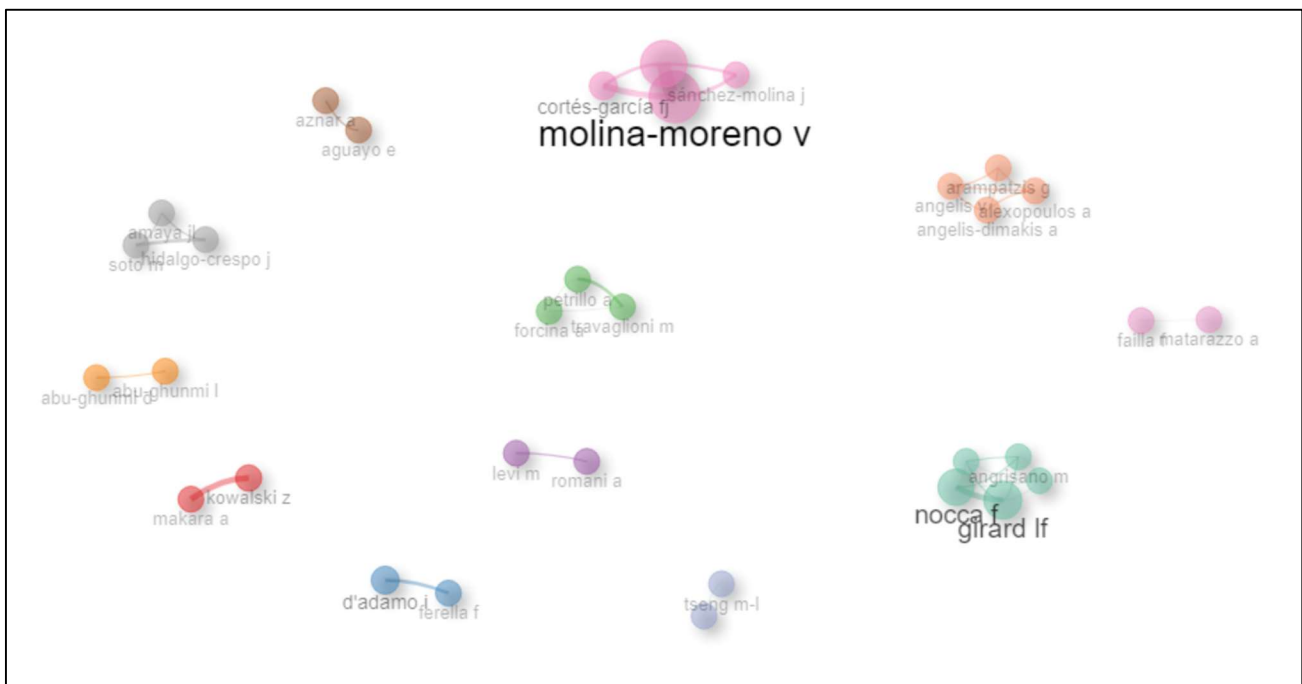 sánchez-molina j
cortés-garcía fj
molina-moreno v
aznar a
aguayo e
arampatzis g
angelis v
alexopoulos a
angelis-dimakis a
amaya jl
hidalgo-crespo j
soto m
petrillo a
forcina a
travaglioni m
failla f
matarazzo a
abu-ghunmi d
abu-ghunmi l
levi m
romani a
angrisano m
nocca f
girard lf
kowalski z
makara a
d'adamo i
ferella f
tseng m-l